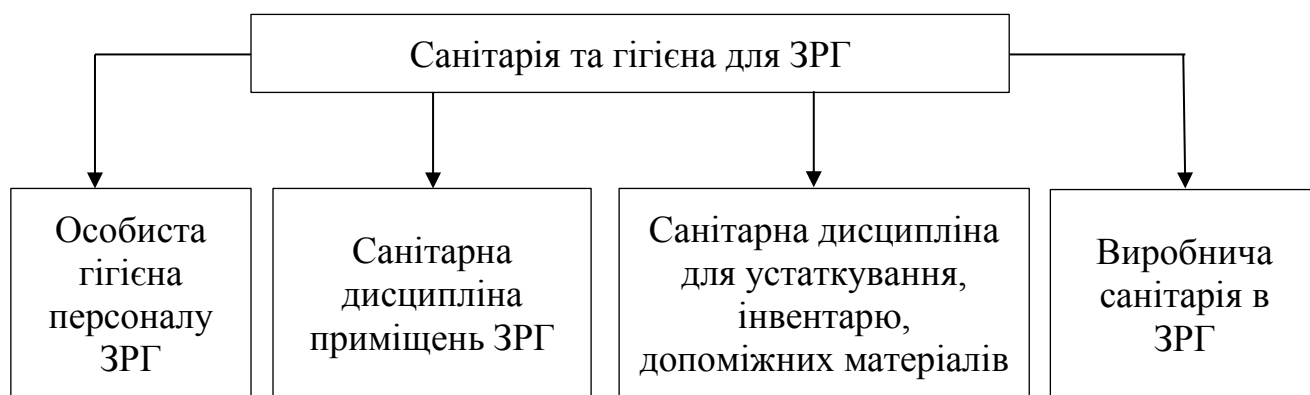 Санітарія та гігієна для ЗРГ
Особиста
гігієна
персоналу
ЗРГ
Санітарна
дисципліна
приміщень ЗРГ
Санітарна дисципліна
для устаткування,
інвентарю,
допоміжних матеріалів
Виробнича
санітарія в
ЗРГ